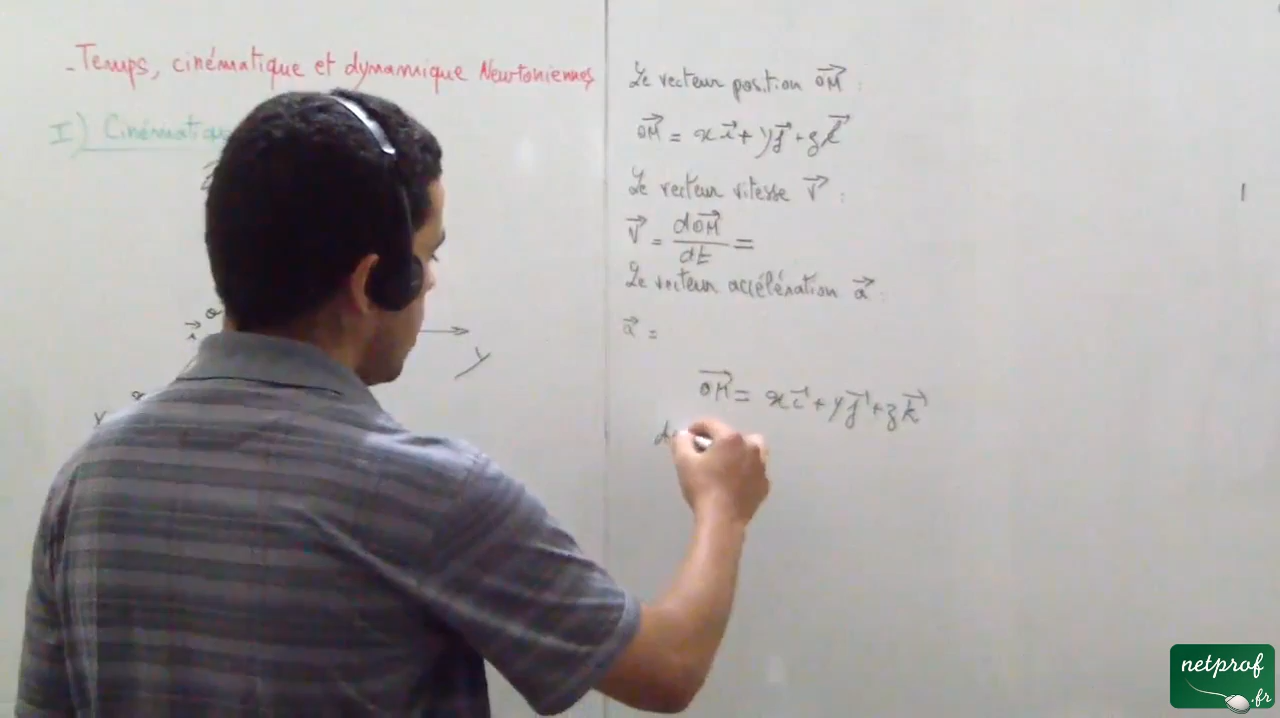 - Temps, cinématique et dynamique Newtoniennes
I) Cinématique
y
Le vecteur position OM⃗ :
OM⃗ = x i⃗ + y j⃗ + z k⃗
Le vecteur vitesse V⃗ :
V⃗ = dOM⃗/dt =
Le vecteur accélération a⃗ :
a⃗ =
OM⃗ = x i⃗ + y j⃗ + z k⃗
d
netprof
.fr